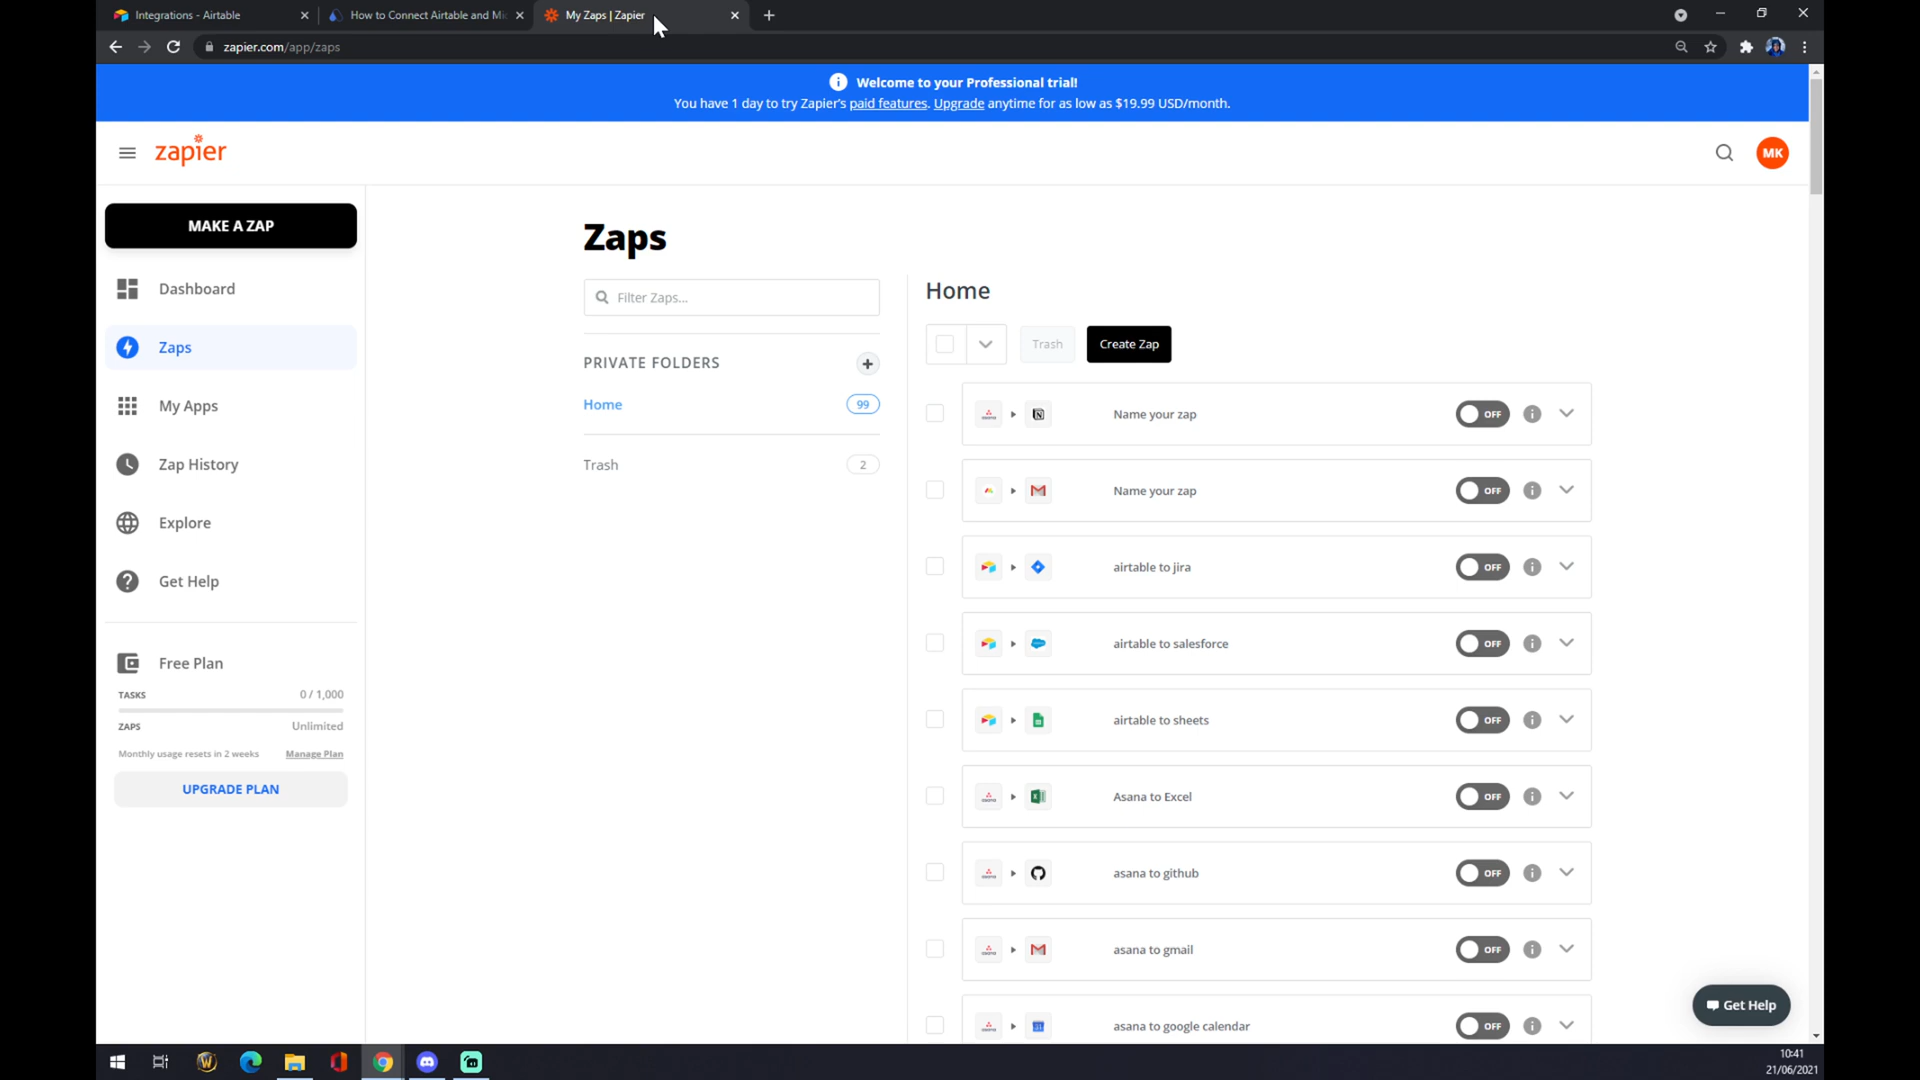 Integrations - Airtable
How to Connect Airtable and Mi
My Zaps | Zapier
zapier.com/app/zaps
Welcome to your Professional trial!
You have 1 day to try Zapier's paid features. Upgrade anytime for as low as $19.99 USD/month.
zapier
MK
MAKE A ZAP
Dashboard
Zaps
My Apps
Zap History
Explore
Get Help
Free Plan
TASKS 0 / 1,000
ZAPS Unlimited
Monthly usage resets in 2 weeks Manage Plan
UPGRADE PLAN
Zaps
Filter Zaps...
PRIVATE FOLDERS
Home 99
Trash 2
Home
Trash Create Zap
Name your zap OFF
Name your zap OFF
airtable to jira OFF
airtable to salesforce OFF
airtable to sheets OFF
Asana to Excel OFF
asana to github OFF
asana to gmail OFF
asana to google calendar OFF
Get Help
10:41
21/06/2021